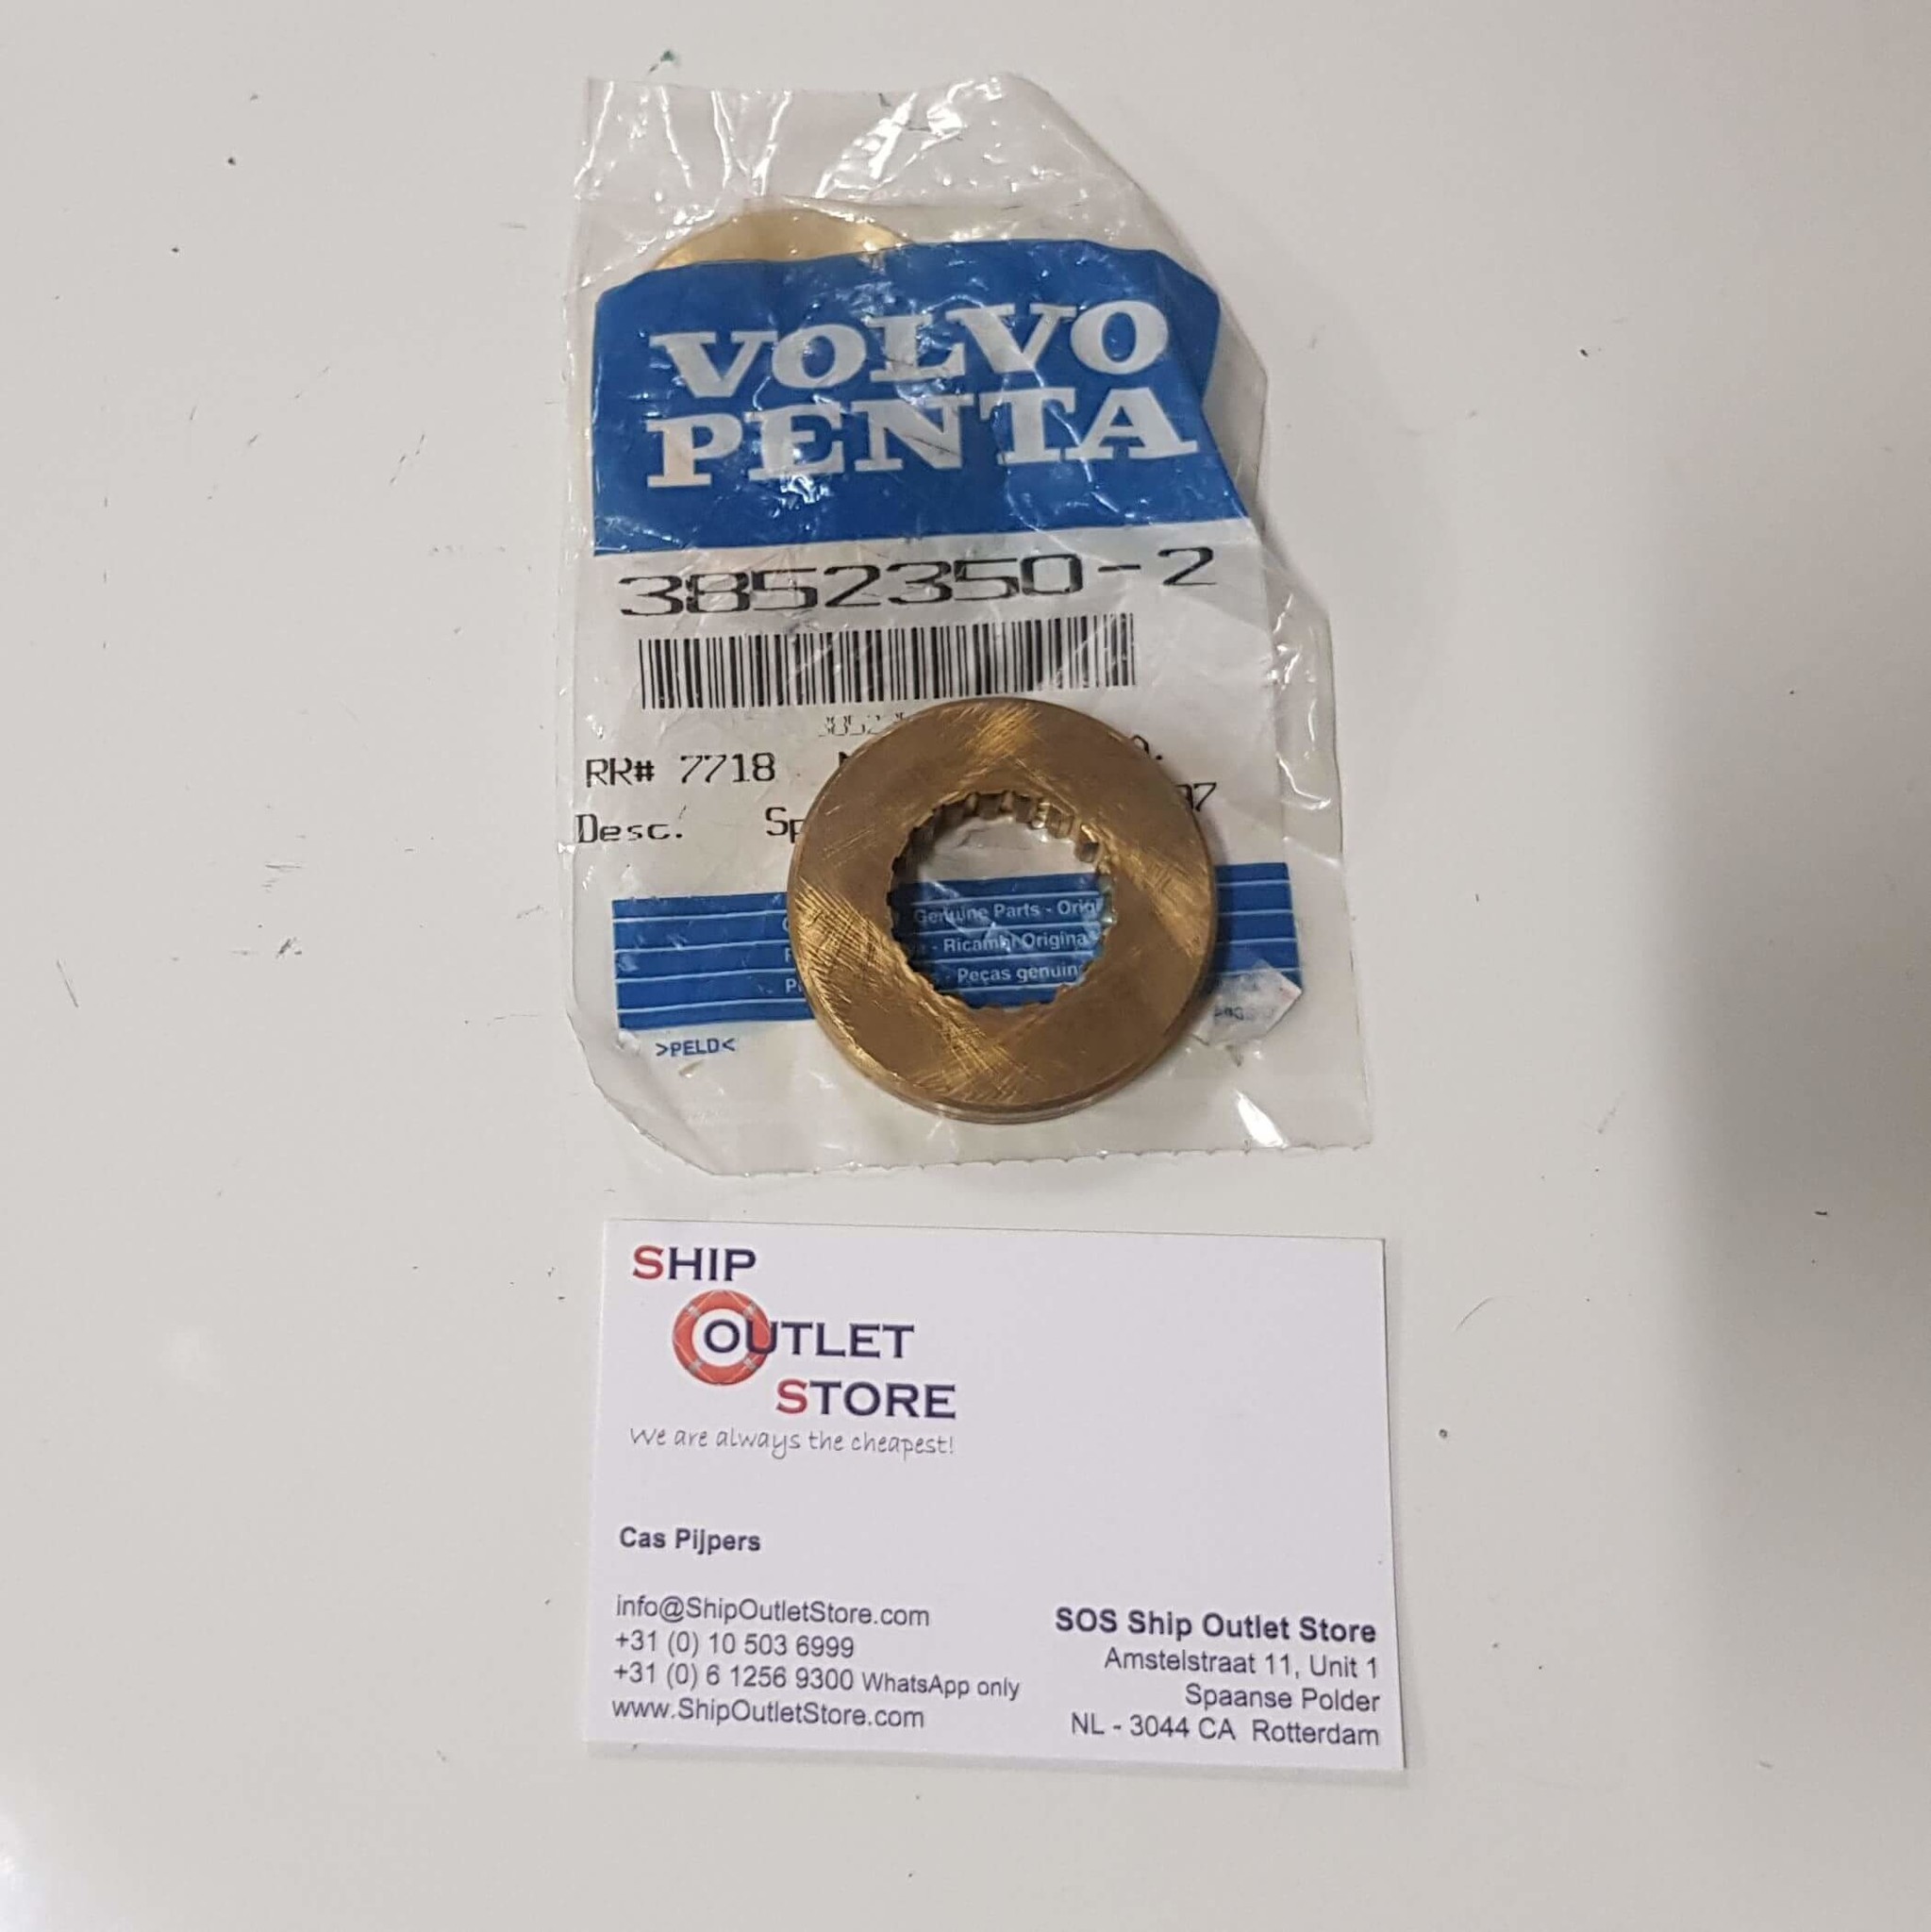 VOLVO
PENTA
3852350-2
RR# 7718
Desc.
Genuine Parts -
- Ricambi
- Peças
>PELD<
SHIP
OUTLET
STORE
We are always the cheapest!
Cas Pijpers
info@ShipOutletStore.com
+31 (0) 10 503 6999
+31 (0) 6 1256 9300 WhatsApp only
www.ShipOutletStore.com
SOS Ship Outlet Store
Amstelstraat 11, Unit 1
Spaanse Polder
NL - 3044 CA Rotterdam